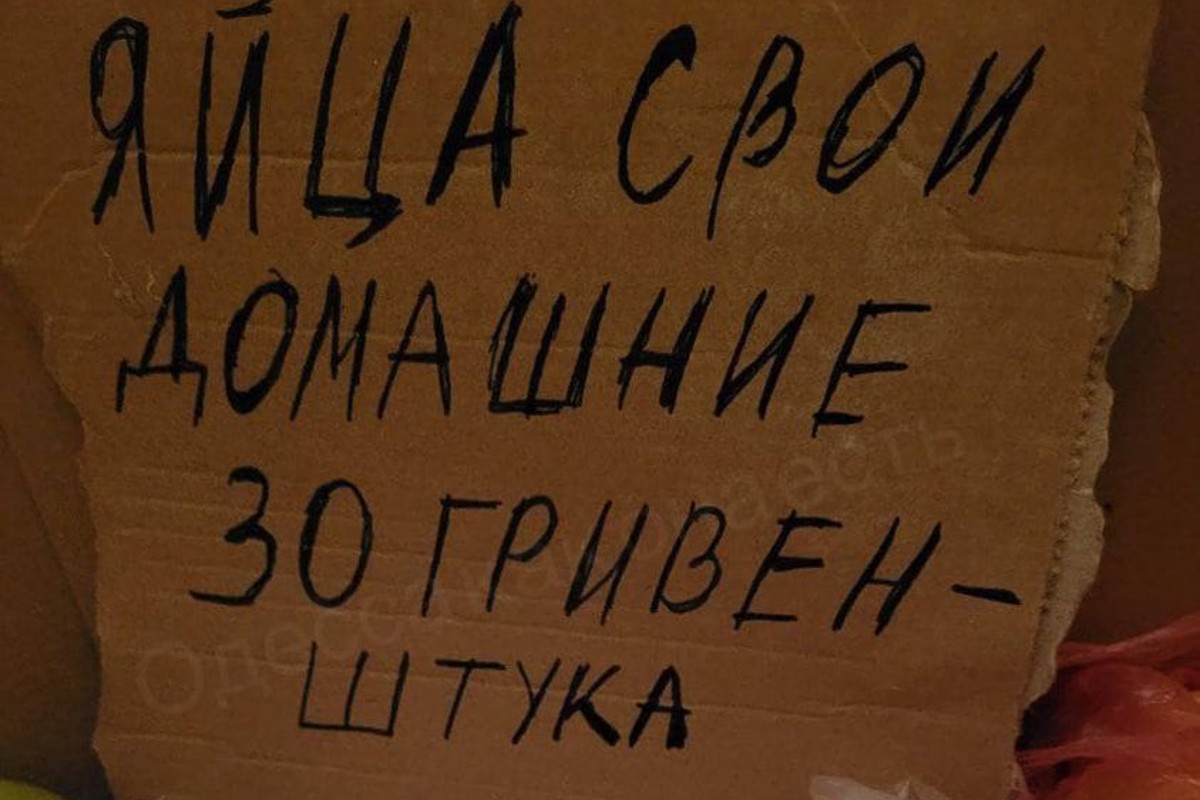 ЯЙЦА СВОИ
ДОМАШНИЕ
30 ГРИВЕН-
ШТУКА